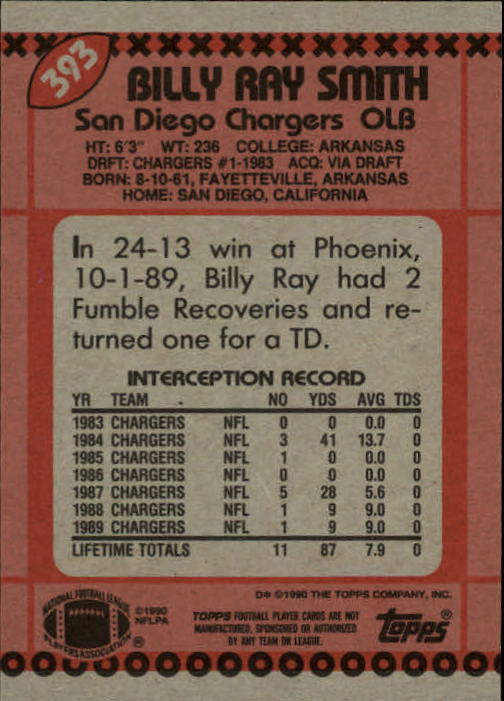 393
BILLY RAY SMITH
San Diego Chargers OLB
HT: 6'3" WT: 236 COLLEGE: ARKANSAS
DRFT: CHARGERS #1-1983 ACQ: VIA DRAFT
BORN: 8-10-61, FAYETTEVILLE, ARKANSAS
HOME: SAN DIEGO, CALIFORNIA
In 24-13 win at Phoenix,
10-1-89, Billy Ray had 2
Fumble Recoveries and re-
turned one for a TD.
INTERCEPTION RECORD
YR TEAM NO YDS AVG TDS
1983 CHARGERS NFL 0 0 0.0 0
1984 CHARGERS NFL 3 41 13.7 0
1985 CHARGERS NFL 1 0 0.0 0
1986 CHARGERS NFL 0 0 0.0 0
1987 CHARGERS NFL 5 28 5.6 0
1988 CHARGERS NFL 1 9 9.0 0
1989 CHARGERS NFL 1 9 9.0 0
LIFETIME TOTALS 11 87 7.9 0
D* ©1990 THE TOPPS COMPANY, INC.
NATIONAL FOOTBALL LEAGUE
PLAYERS ASSOCIATION ®
©1990
NFLPA
TOPPS FOOTBALL PLAYER CARDS ARE NOT
MANUFACTURED, SPONSORED OR AUTHORIZED
BY ANY TEAM OR LEAGUE.
topps®